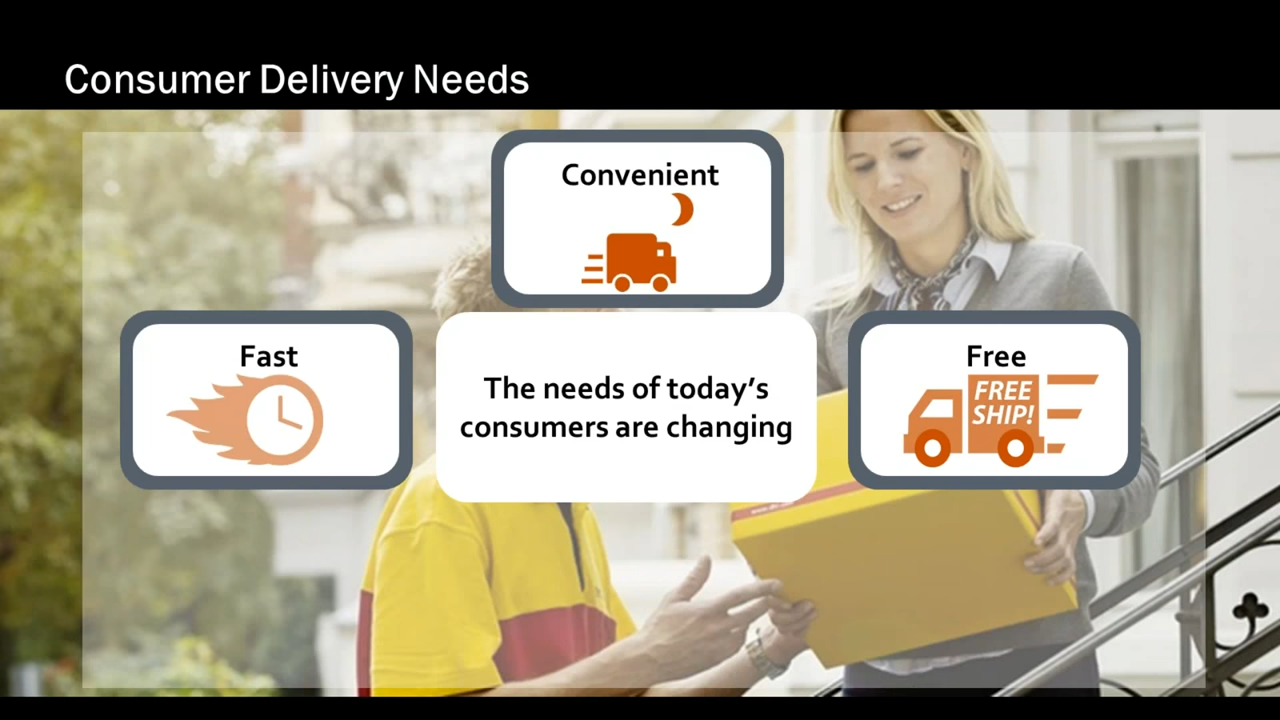 Consumer Delivery Needs
Convenient
Fast
The needs of today’s
consumers are changing
Free
FREE
SHIP!